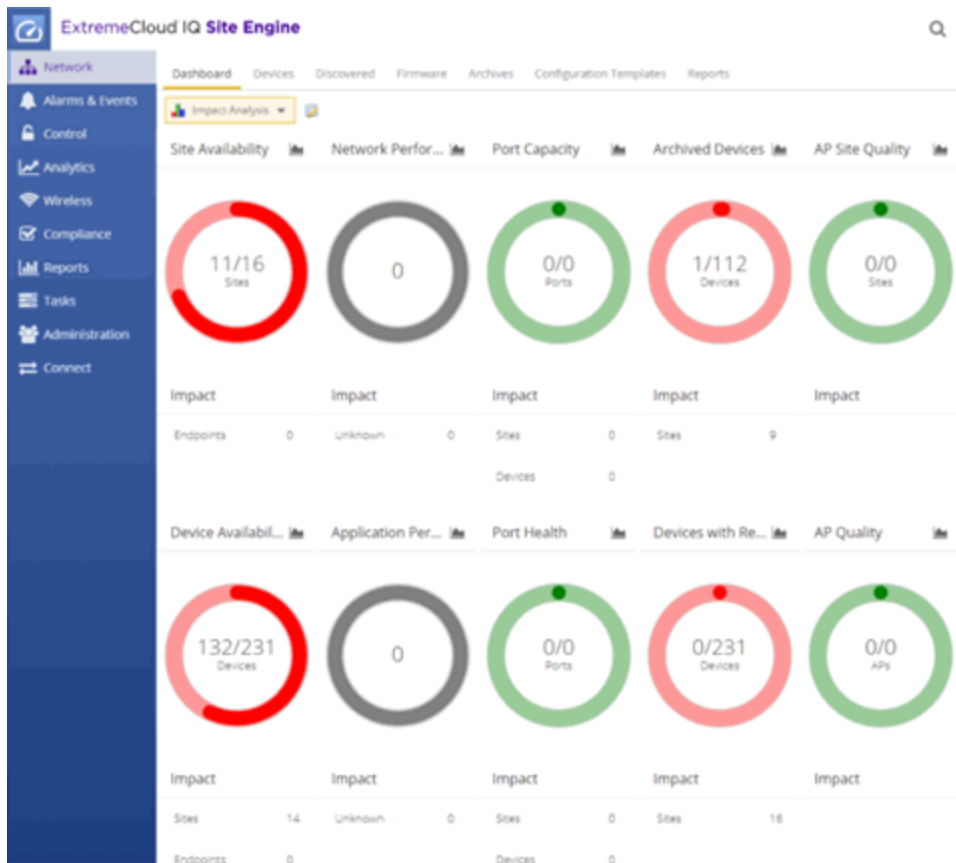 ExtremeCloud IQ Site Engine
Network
Alarms & Events
Control
Analytics
Wireless
Compliance
Reports
Tasks
Administration
Connect
Dashboard Devices Discovered Firmware Archives Configuration Templates Reports
Impact Analysis
Site Availability Network Perfor... Port Capacity Archived Devices AP Site Quality
11/16 0 0/0 1/112 0/0
Sites Ports Devices Sites
Impact Impact Impact Impact Impact
Endpoints 0 Unknown 0 Sites 0 Sites 9
Devices 0
Device Availabil... Application Per... Port Health Devices with Re... AP Quality
132/231 0 0/0 0/231 0/0
Devices Ports Devices APs
Impact Impact Impact Impact Impact
Sites 14 Unknown 0 Sites 0 Sites 16
Endpoints 0 Devices 0